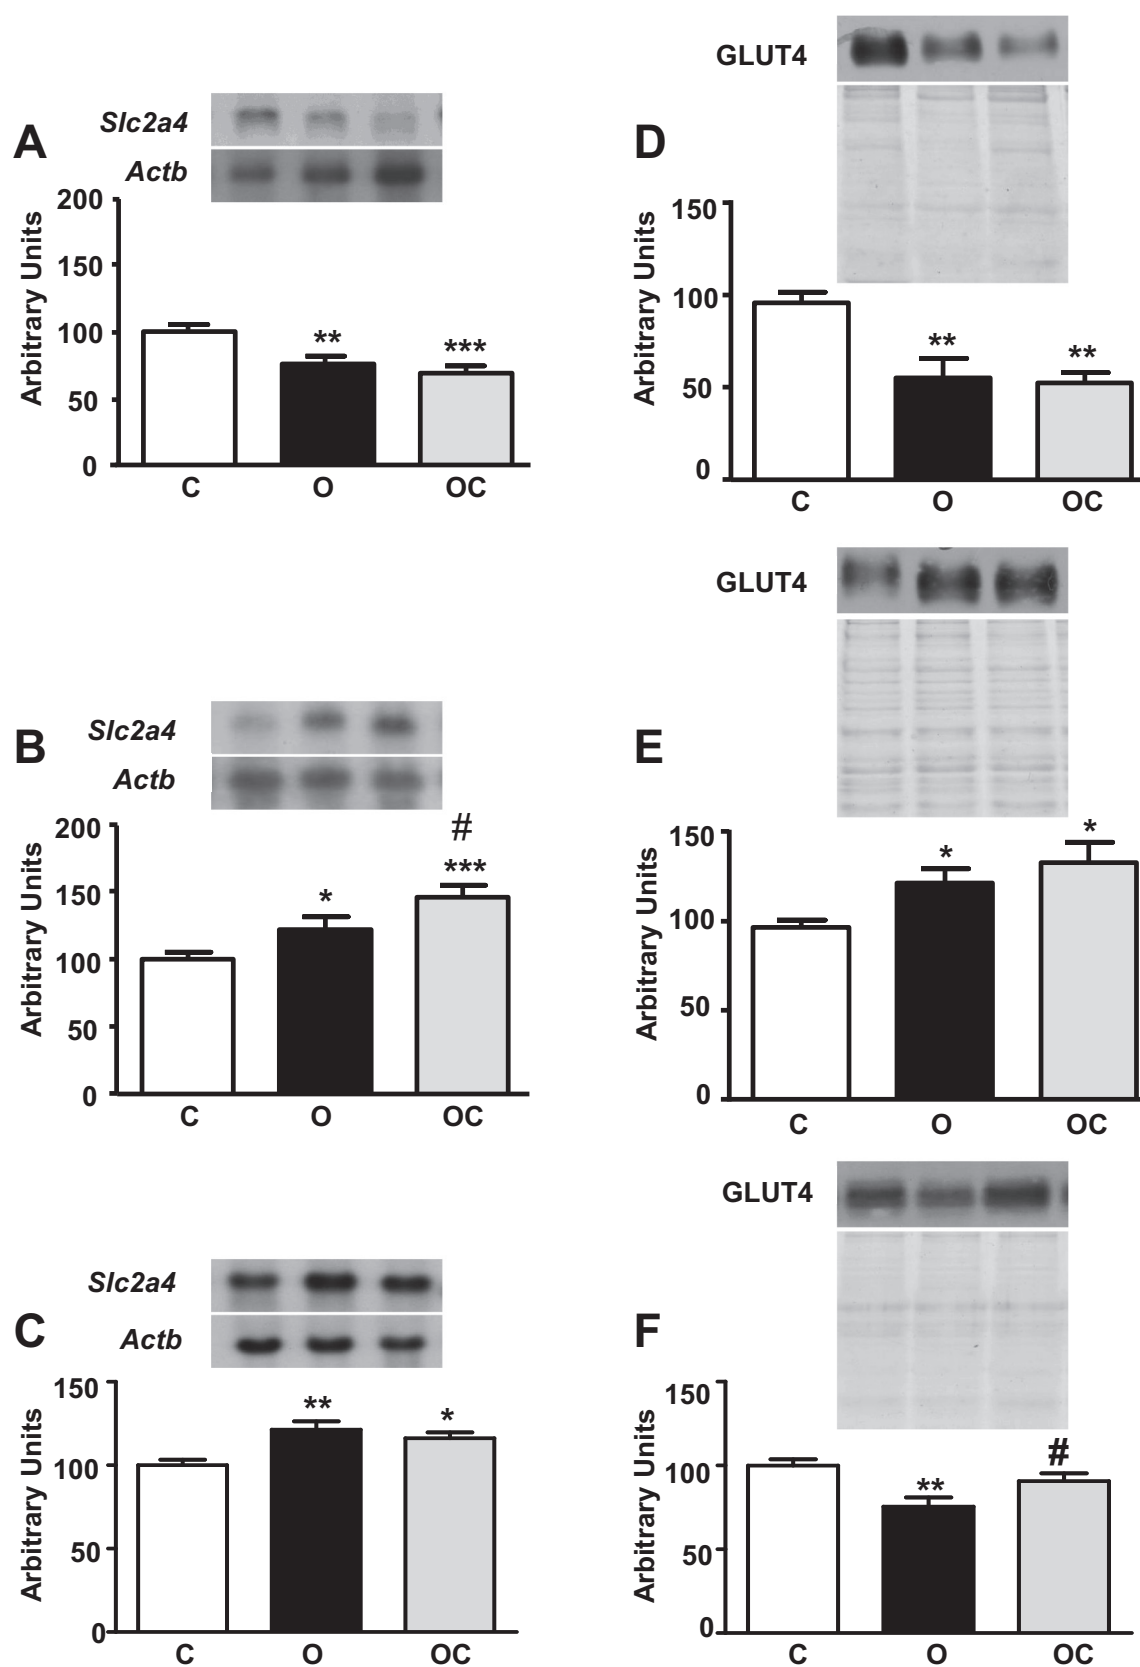 A
Slc2a4
Actb
Arbitrary Units
200
150
100
50
0
**
***
C O OC
D
GLUT4
Arbitrary Units
150
100
50
0
**
**
C O OC
B
Slc2a4
Actb
Arbitrary Units
200
150
100
50
0
*
#
***
C O OC
E
GLUT4
Arbitrary Units
150
100
50
0
*
*
C O OC
C
Slc2a4
Actb
Arbitrary Units
150
100
50
0
**
*
C O OC
F
GLUT4
Arbitrary Units
150
100
50
0
**
#
C O OC